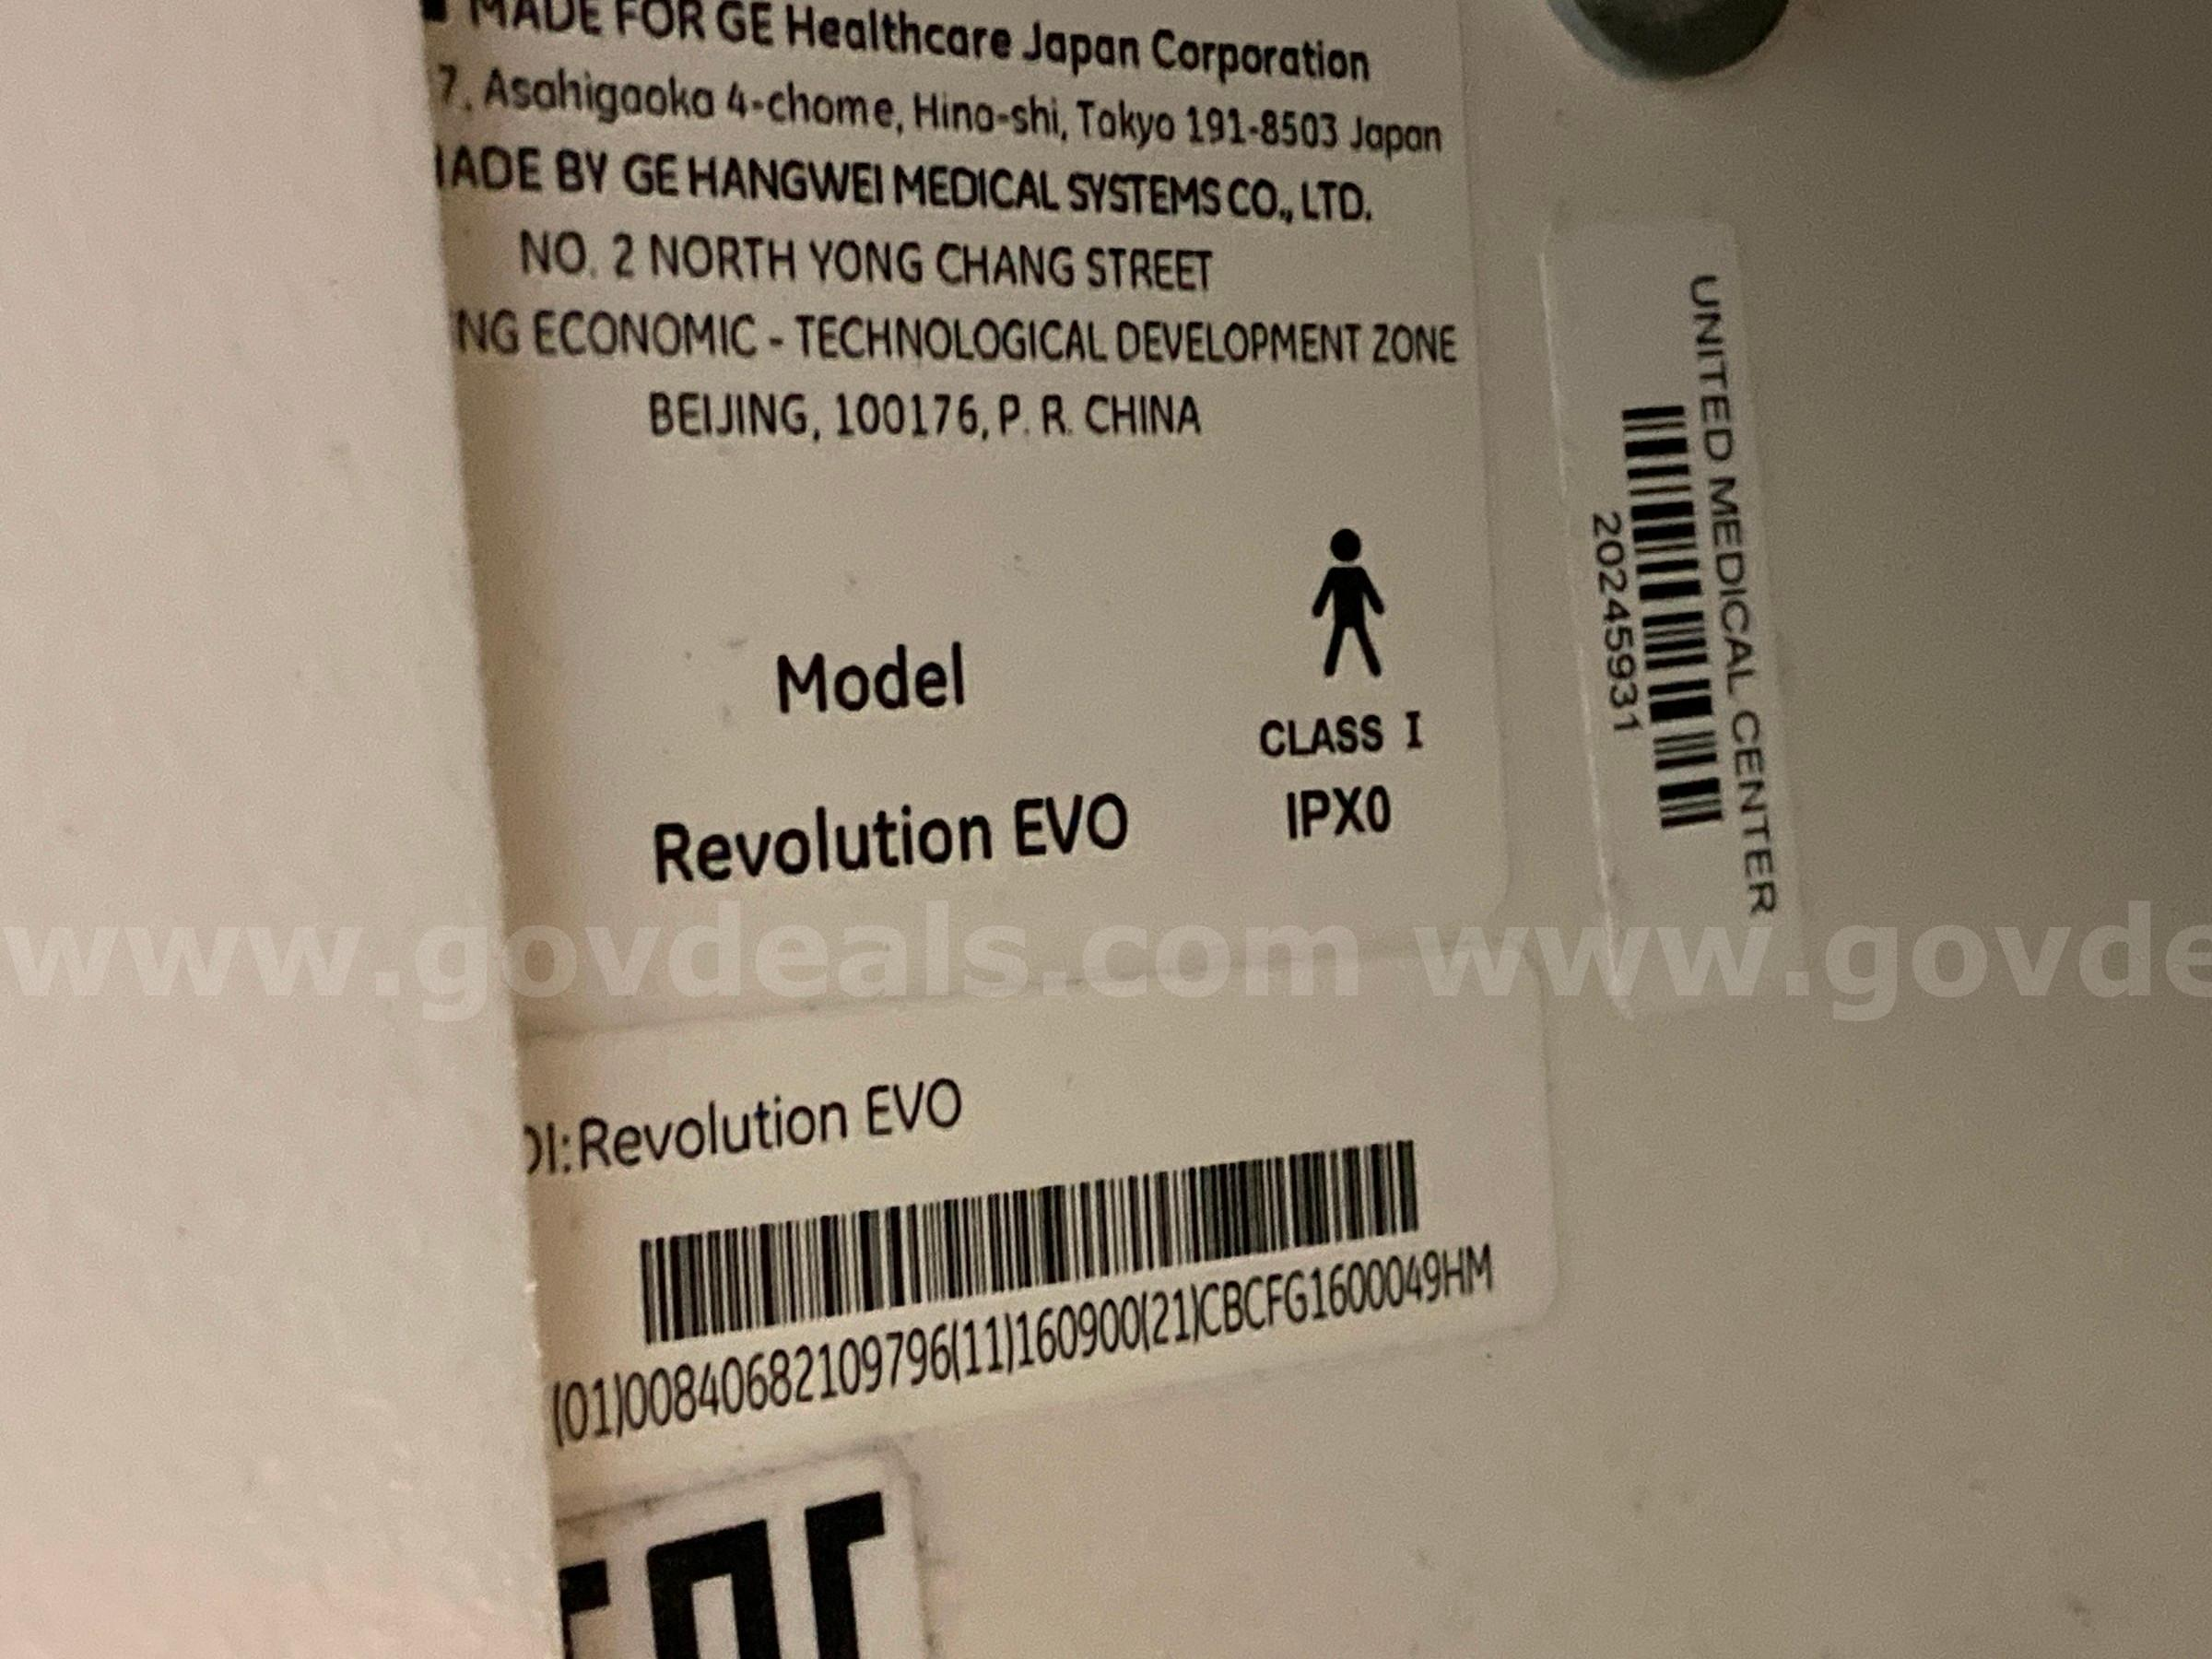 MADE FOR GE Healthcare Japan Corporation
7, Asahigaoka 4-chome, Hino-shi, Tokyo 191-8503 Japan
MADE BY GE HANGWEI MEDICAL SYSTEMS CO., LTD.
NO. 2 NORTH YONG CHANG STREET
NG ECONOMIC - TECHNOLOGICAL DEVELOPMENT ZONE
BEIJING, 100176, P. R. CHINA
Model
CLASS I
Revolution EVO
IPX0
UNITED MEDICAL CENTER
202459931
www.govdeals.com www.govde
DI:Revolution EVO
(01)00840682109796(11)160900(21)CBCFG1600049HM